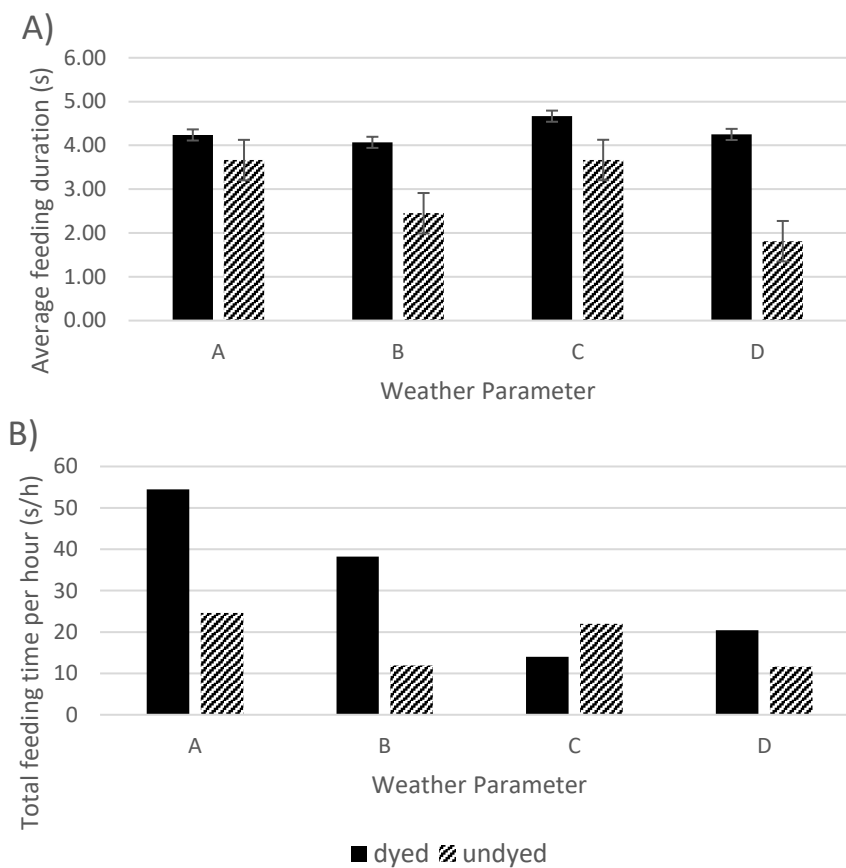 A)
Average feeding duration (s)
6.00
5.00
4.00
3.00
2.00
1.00
0.00
A B C D
Weather Parameter
B)
Total feeding time per hour (s/h)
60
50
40
30
20
10
0
A B C D
Weather Parameter
dyed undyed